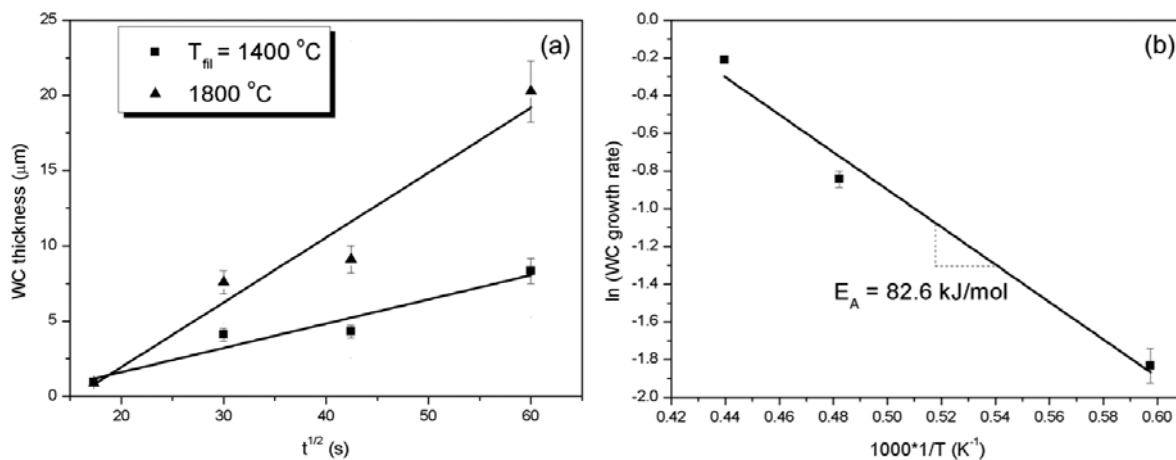 (a)
T_fil = 1400 °C
1800 °C
WC thickness (μm)
25
20
15
10
5
0
20 30 40 50 60
t^1/2 (s)
(b)
E_A = 82.6 kJ/mol
ln (WC growth rate)
0.0
-0.2
-0.4
-0.6
-0.8
-1.0
-1.2
-1.4
-1.6
-1.8
-2.0
0.42 0.44 0.46 0.48 0.50 0.52 0.54 0.56 0.58 0.60
1000*1/T (K^-1)